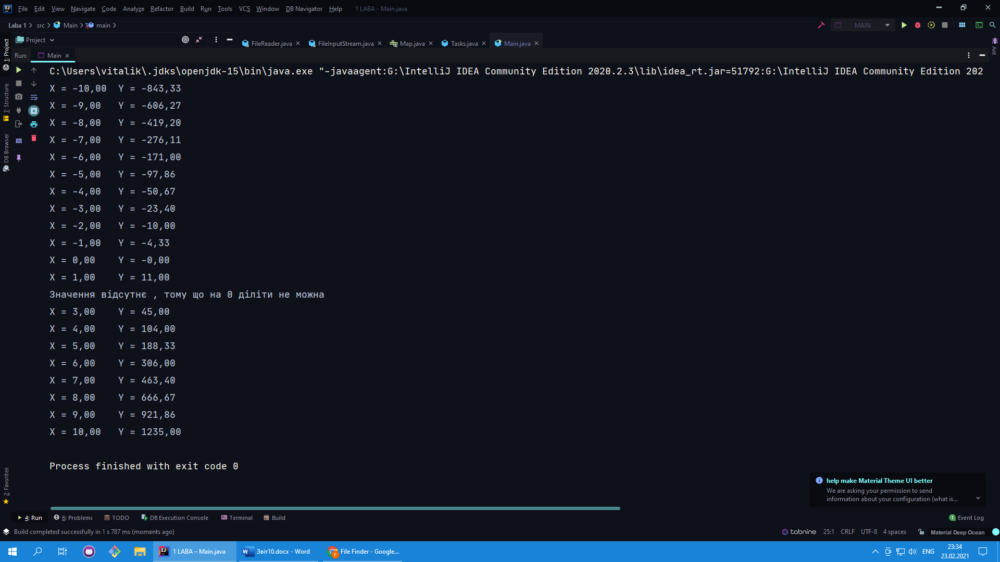 File Edit View Navigate Code Analyze Refactor Build Run Tools VCS Window DB Navigator Help 1 LABA - Main.java
Laba 1 src Main main MAIN
Project FileReader.java FileInputStream.java Map.java Tasks.java Main.java
Run: Main
1: Project
7: Structure
DB Browser
2: Favorites
Ant
C:\Users\vitalik\.jdks\openjdk-15\bin\java.exe "-javaagent:G:\IntelliJ IDEA Community Edition 2020.2.3\lib\idea_rt.jar=51792:G:\IntelliJ IDEA Community Edition 202
X = -10,00 Y = -843,33
X = -9,00 Y = -606,27
X = -8,00 Y = -419,20
X = -7,00 Y = -276,11
X = -6,00 Y = -171,00
X = -5,00 Y = -97,86
X = -4,00 Y = -50,67
X = -3,00 Y = -23,40
X = -2,00 Y = -10,00
X = -1,00 Y = -4,33
X = 0,00 Y = -0,00
X = 1,00 Y = 11,00
Значення відсутнє , тому що на 0 діліти не можна
X = 3,00 Y = 45,00
X = 4,00 Y = 104,00
X = 5,00 Y = 188,33
X = 6,00 Y = 306,00
X = 7,00 Y = 463,40
X = 8,00 Y = 666,67
X = 9,00 Y = 921,86
X = 10,00 Y = 1235,00
Process finished with exit code 0
help make Material Theme UI better
We are asking your permission to send
information about your configuration (what is...
4: Run 6: Problems TODO DB Execution Console Terminal Build 1 Event Log
Build completed successfully in 1 s 787 ms (moments ago) tabnine 25:1 CRLF UTF-8 4 spaces Material Deep Ocean
1 LABA – Main.java Звіт10.docx - Word File Finder - Google... ENG 23:34
23.02.2021